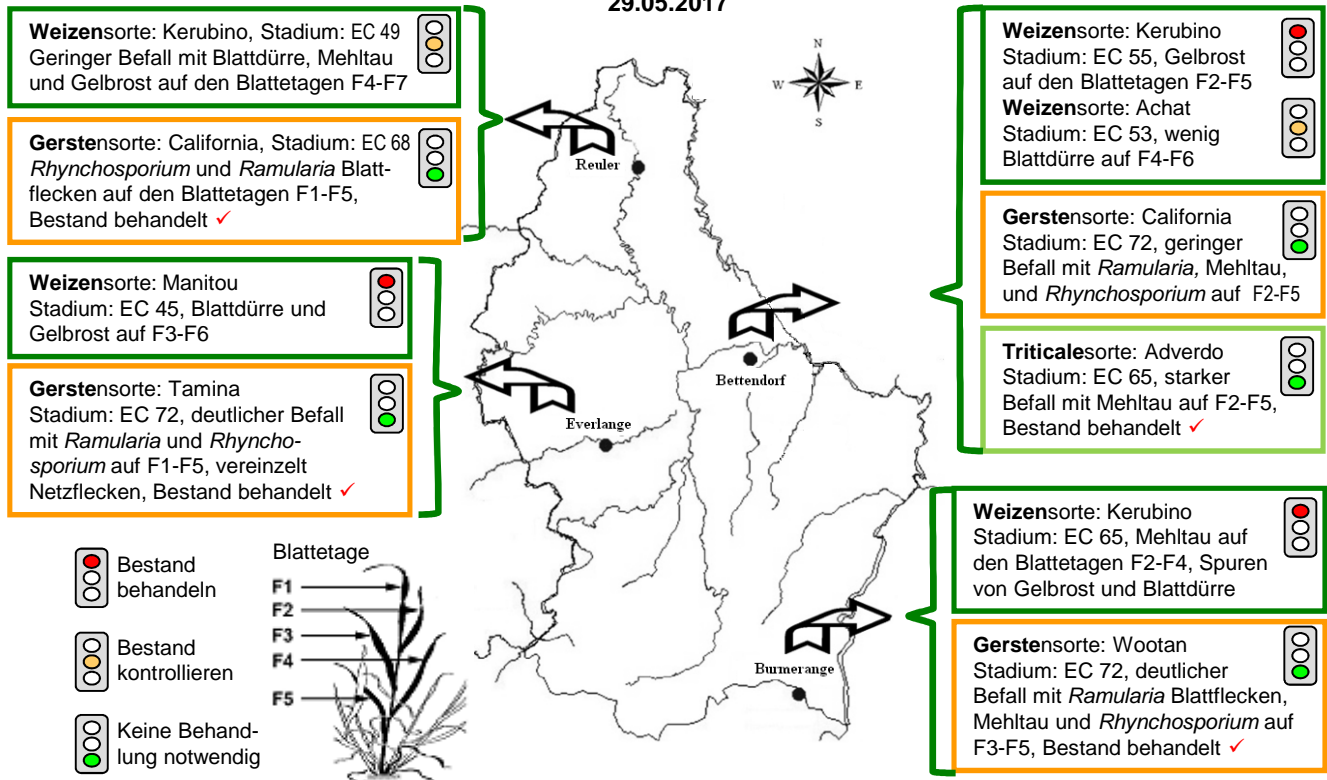 29.05.2017
Weizensorte: Kerubino, Stadium: EC 49
Geringer Befall mit Blattdürre, Mehltau
und Gelbrost auf den Blattetagen F4-F7
Gerstensorte: California, Stadium: EC 68
Rhynchosporium und Ramularia Blatt-
flecken auf den Blattetagen F1-F5,
Bestand behandelt ✓
Weizensorte: Manitou
Stadium: EC 45, Blattdürre und
Gelbrost auf F3-F6
Gerstensorte: Tamina
Stadium: EC 72, deutlicher Befall
mit Ramularia und Rhyncho-
sporium auf F1-F5, vereinzelt
Netzflecken, Bestand behandelt ✓
Bestand
behandeln
Bestand
kontrollieren
Keine Behand-
lung notwendig
Blattetage
F1
F2
F3
F4
F5
N
W
E
S
Reuler
Bettendorf
Everlange
Burmerange
Weizensorte: Kerubino
Stadium: EC 55, Gelbrost
auf den Blattetagen F2-F5
Weizensorte: Achat
Stadium: EC 53, wenig
Blattdürre auf F4-F6
Gerstensorte: California
Stadium: EC 72, geringer
Befall mit Ramularia, Mehltau,
und Rhynchosporium auf F2-F5
Triticalesorte: Adverdo
Stadium: EC 65, starker
Befall mit Mehltau auf F2-F5,
Bestand behandelt ✓
Weizensorte: Kerubino
Stadium: EC 65, Mehltau auf
den Blattetagen F2-F4, Spuren
von Gelbrost und Blattdürre
Gerstensorte: Wootan
Stadium: EC 72, deutlicher
Befall mit Ramularia Blattflecken,
Mehltau und Rhynchosporium auf
F3-F5, Bestand behandelt ✓